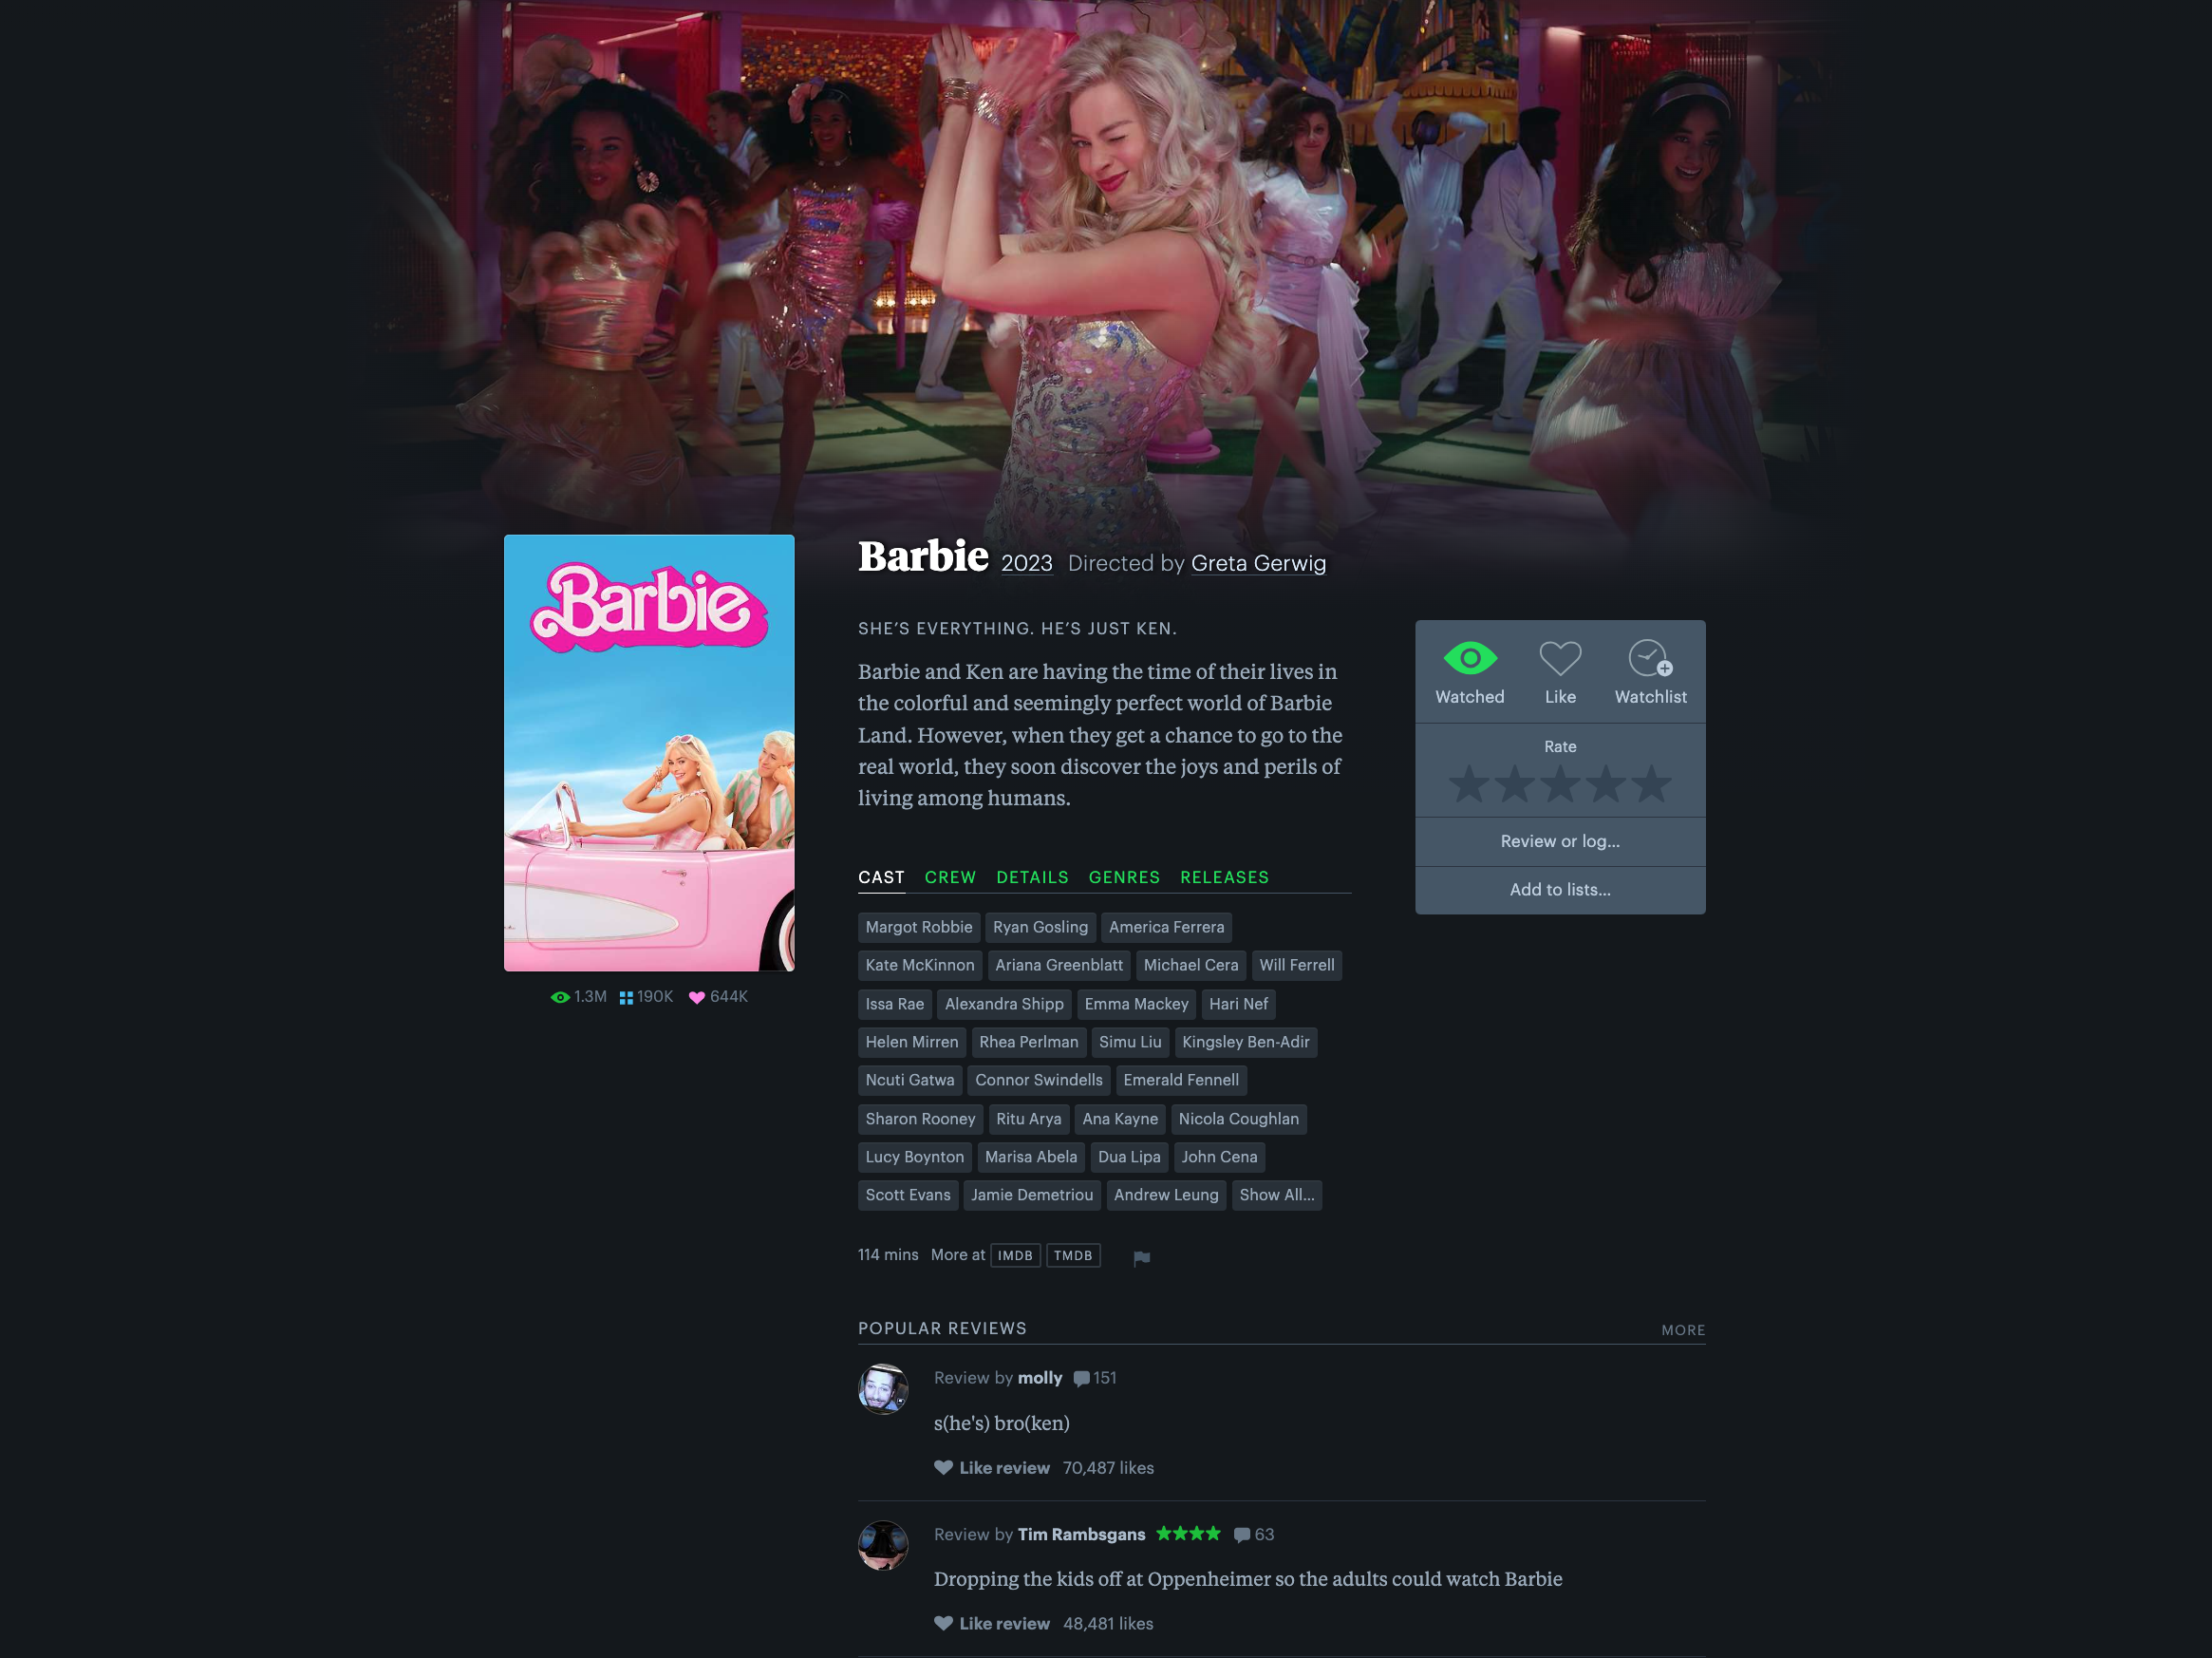 Barbie
Barbie 2023 Directed by Greta Gerwig
SHE’S EVERYTHING. HE’S JUST KEN.
Barbie and Ken are having the time of their lives in
the colorful and seemingly perfect world of Barbie
Land. However, when they get a chance to go to the
real world, they soon discover the joys and perils of
living among humans.
Watched Like Watchlist
Rate
Review or log…
Add to lists…
1.3M 190K 644K
CAST CREW DETAILS GENRES RELEASES
Margot Robbie Ryan Gosling America Ferrera
Kate McKinnon Ariana Greenblatt Michael Cera Will Ferrell
Issa Rae Alexandra Shipp Emma Mackey Hari Nef
Helen Mirren Rhea Perlman Simu Liu Kingsley Ben-Adir
Ncuti Gatwa Connor Swindells Emerald Fennell
Sharon Rooney Ritu Arya Ana Kayne Nicola Coughlan
Lucy Boynton Marisa Abela Dua Lipa John Cena
Scott Evans Jamie Demetriou Andrew Leung Show All…
114 mins More at IMDB TMDB
POPULAR REVIEWS MORE
Review by molly 151
s(he's) bro(ken)
Like review 70,487 likes
Review by Tim Rambsgans ★★★★ 63
Dropping the kids off at Oppenheimer so the adults could watch Barbie
Like review 48,481 likes